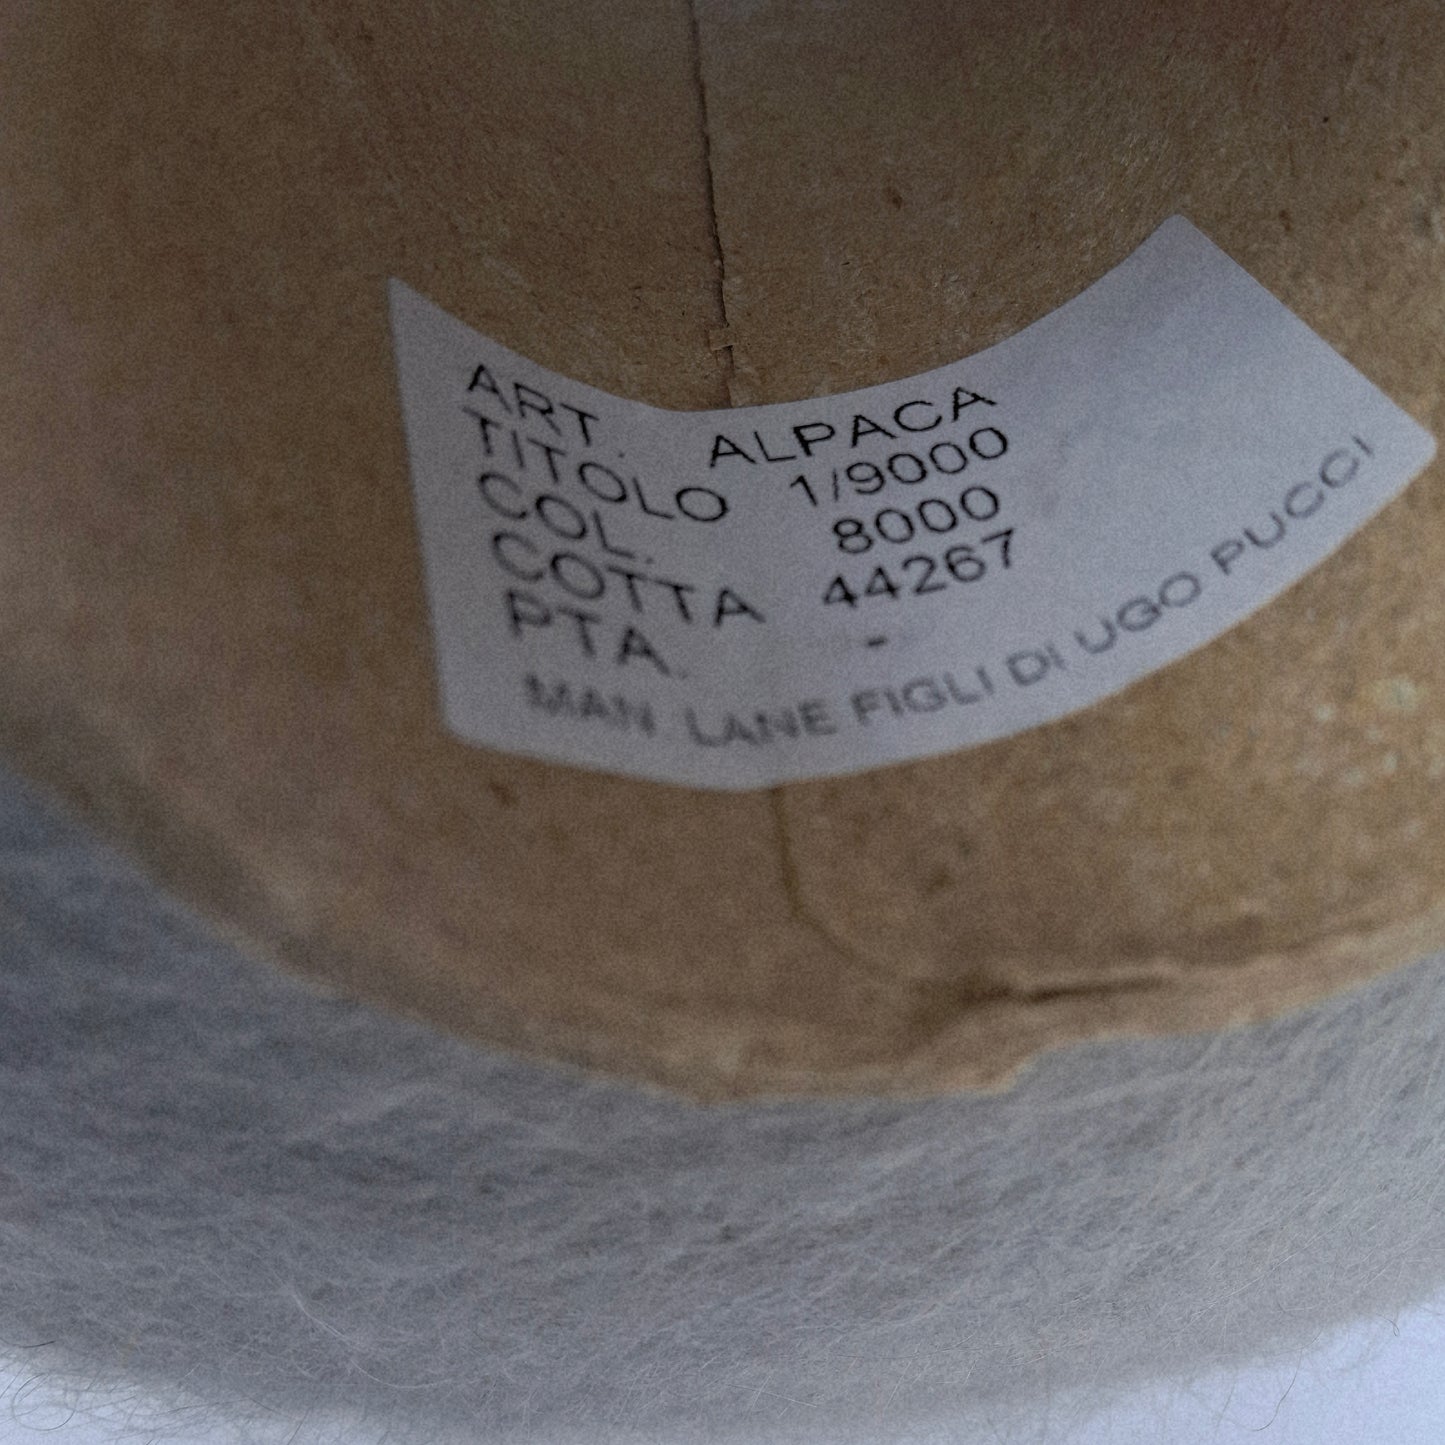 ART. ALPACA
TITOLO 1/9000
COL. 8000
COTTA 44267
PTA. -
MAN LANE FIGLI DI UGO PUCCI